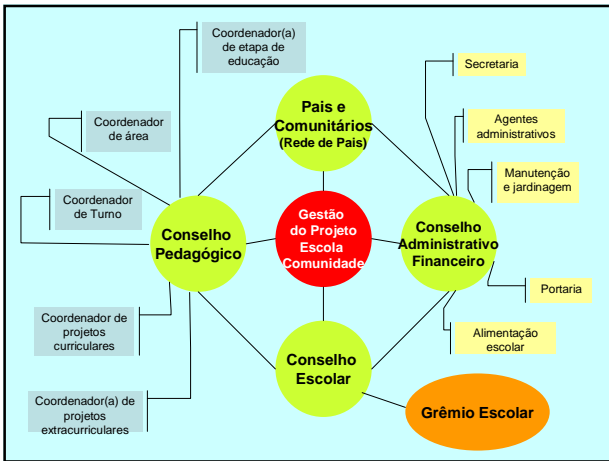 Coordenador(a)
de etapa de
educação
Secretaria
Pais e
Comunitários
(Rede de Pais)
Coordenador
de área
Agentes
administrativos
Manutenção
e jardinagem
Coordenador
de Turno
Conselho
Pedagógico
Gestão
do Projeto
Escola
Comunidade
Conselho
Administrativo
Financeiro
Portaria
Coordenador de
projetos
curriculares
Alimentação
escolar
Conselho
Escolar
Coordenador(a) de
projetos
extracurriculares
Grêmio Escolar